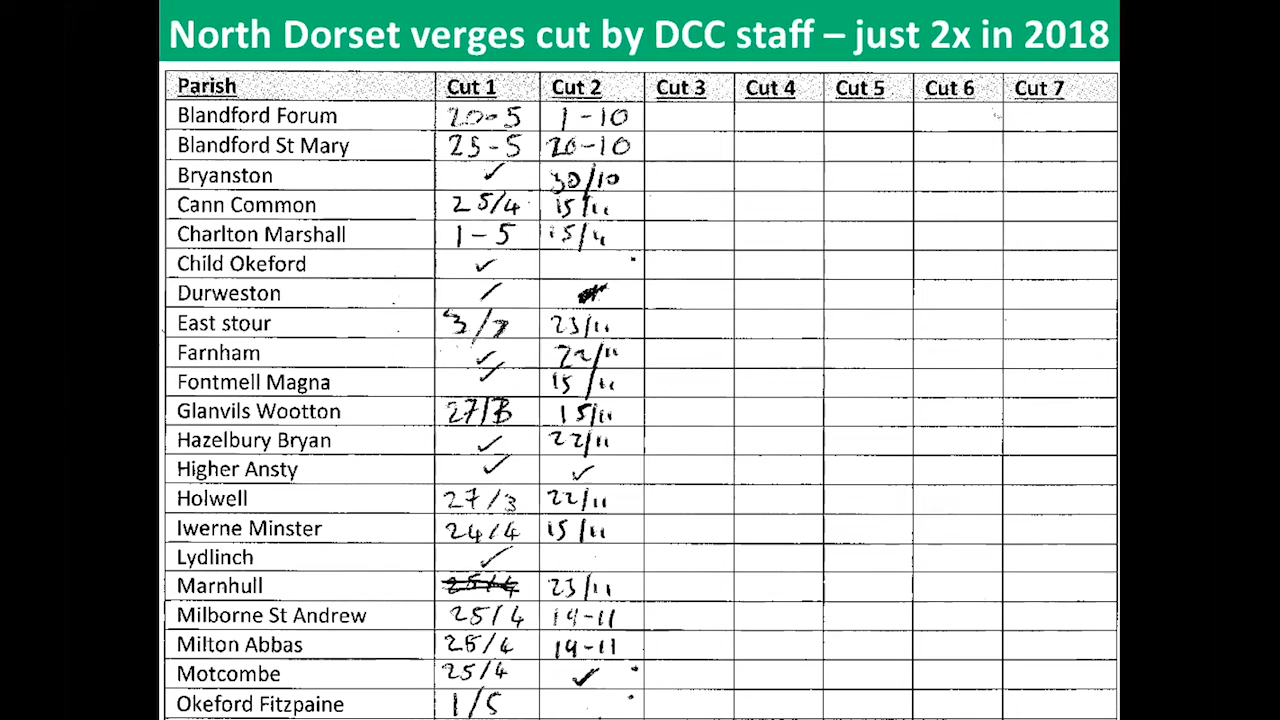 North Dorset verges cut by DCC staff – just 2x in 2018
Parish Cut 1 Cut 2 Cut 3 Cut 4 Cut 5 Cut 6 Cut 7
Blandford Forum 20-5 1-10
Blandford St Mary 25-5 20-10
Bryanston ✓ 30/10
Cann Common 25/4 15/11
Charlton Marshall 1-5
Child Okeford ✓
Durweston ✓
East stour 23/11
Farnham ✓ 22/11
Fontmell Magna ✓ 15/11
Glanvils Wootton 15/11
Hazelbury Bryan ✓ 22/11
Higher Ansty ✓ ✓
Holwell 27/3 22/11
Iwerne Minster 24/4 15/11
Lydlinch ✓
Marnhull 25/4 23/11
Milborne St Andrew 25/4 19-11
Milton Abbas 25/4 19-11
Motcombe 25/4 ✓
Okeford Fitzpaine 1/5